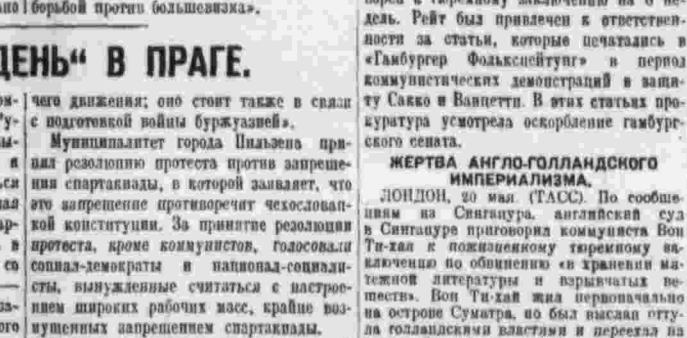 борьбой против большевизма».
ДЕНЬ" В ПРАГЕ.
чего движения; оно стоит также в связи
с подготовкой войны буржуазией».
Муниципалитет города Пильзена при-
нял резолюцию протеста против запреще-
ния спартакиады, в которой заявляет, что
это запрещение противоречит чехословац-
кой конституции. За принятие резолюции
протеста, кроме коммунистов, голосовали
социал-демократы и национал-социали-
сты, вынужденные считаться с настрое-
нием широких рабочих масс, крайне воз-
мущенных запрещением спартакиады.
дель. Рейт был привлечен к ответствен-
ности за статьи, которые печатались в
«Гамбургер Фольксцейтунг» в период
коммунистических демонстраций в защи-
ту Сакко и Ванцетти. В этих статьях про-
куратура усмотрела оскорбление гамбург-
ского сената.
ЖЕРТВА АНГЛО-ГОЛЛАНДСКОГО
ИМПЕРИАЛИЗМА.
ЛОНДОН, 20 мая. (ТАСС). По сообще-
ниям из Сингапура, английский суд
в Сингапуре приговорил коммуниста Вон
Ти-хая к пожизненному тюремному за-
ключению по обвинению «в хранении мя-
тежной литературы и взрывчатых ве-
ществ». Вон Ти-хай жил первоначально
на острове Суматра, но был выслан отту-
да голландскими властями и переехал на